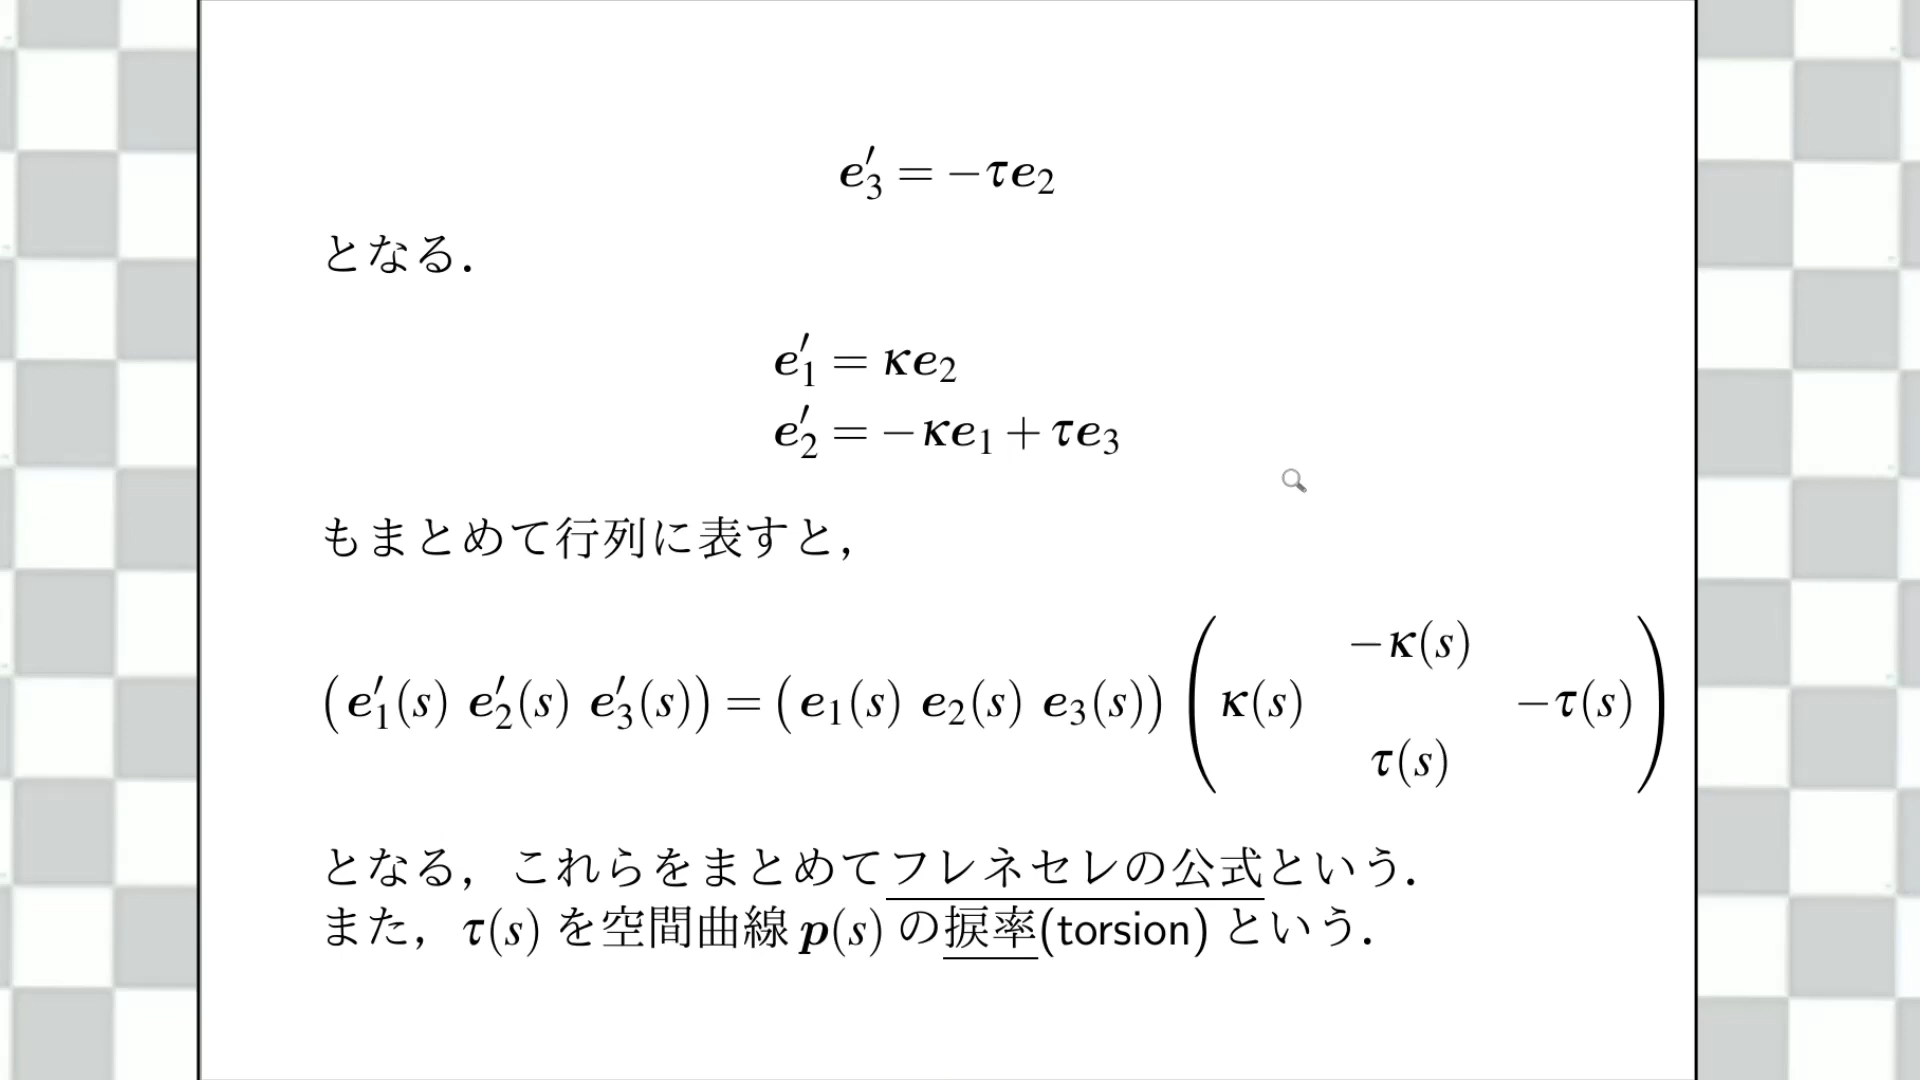 e′₃ = −τe₂
となる．
e′₁ = κe₂
e′₂ = −κe₁ + τe₃
もまとめて行列に表すと，
(e′₁(s) e′₂(s) e′₃(s)) = (e₁(s) e₂(s) e₃(s)) ( −κ(s)
κ(s) −τ(s)
τ(s) )
となる，これらをまとめてフレネセレの公式という．
また，τ(s) を空間曲線 p(s) の捩率(torsion) という．